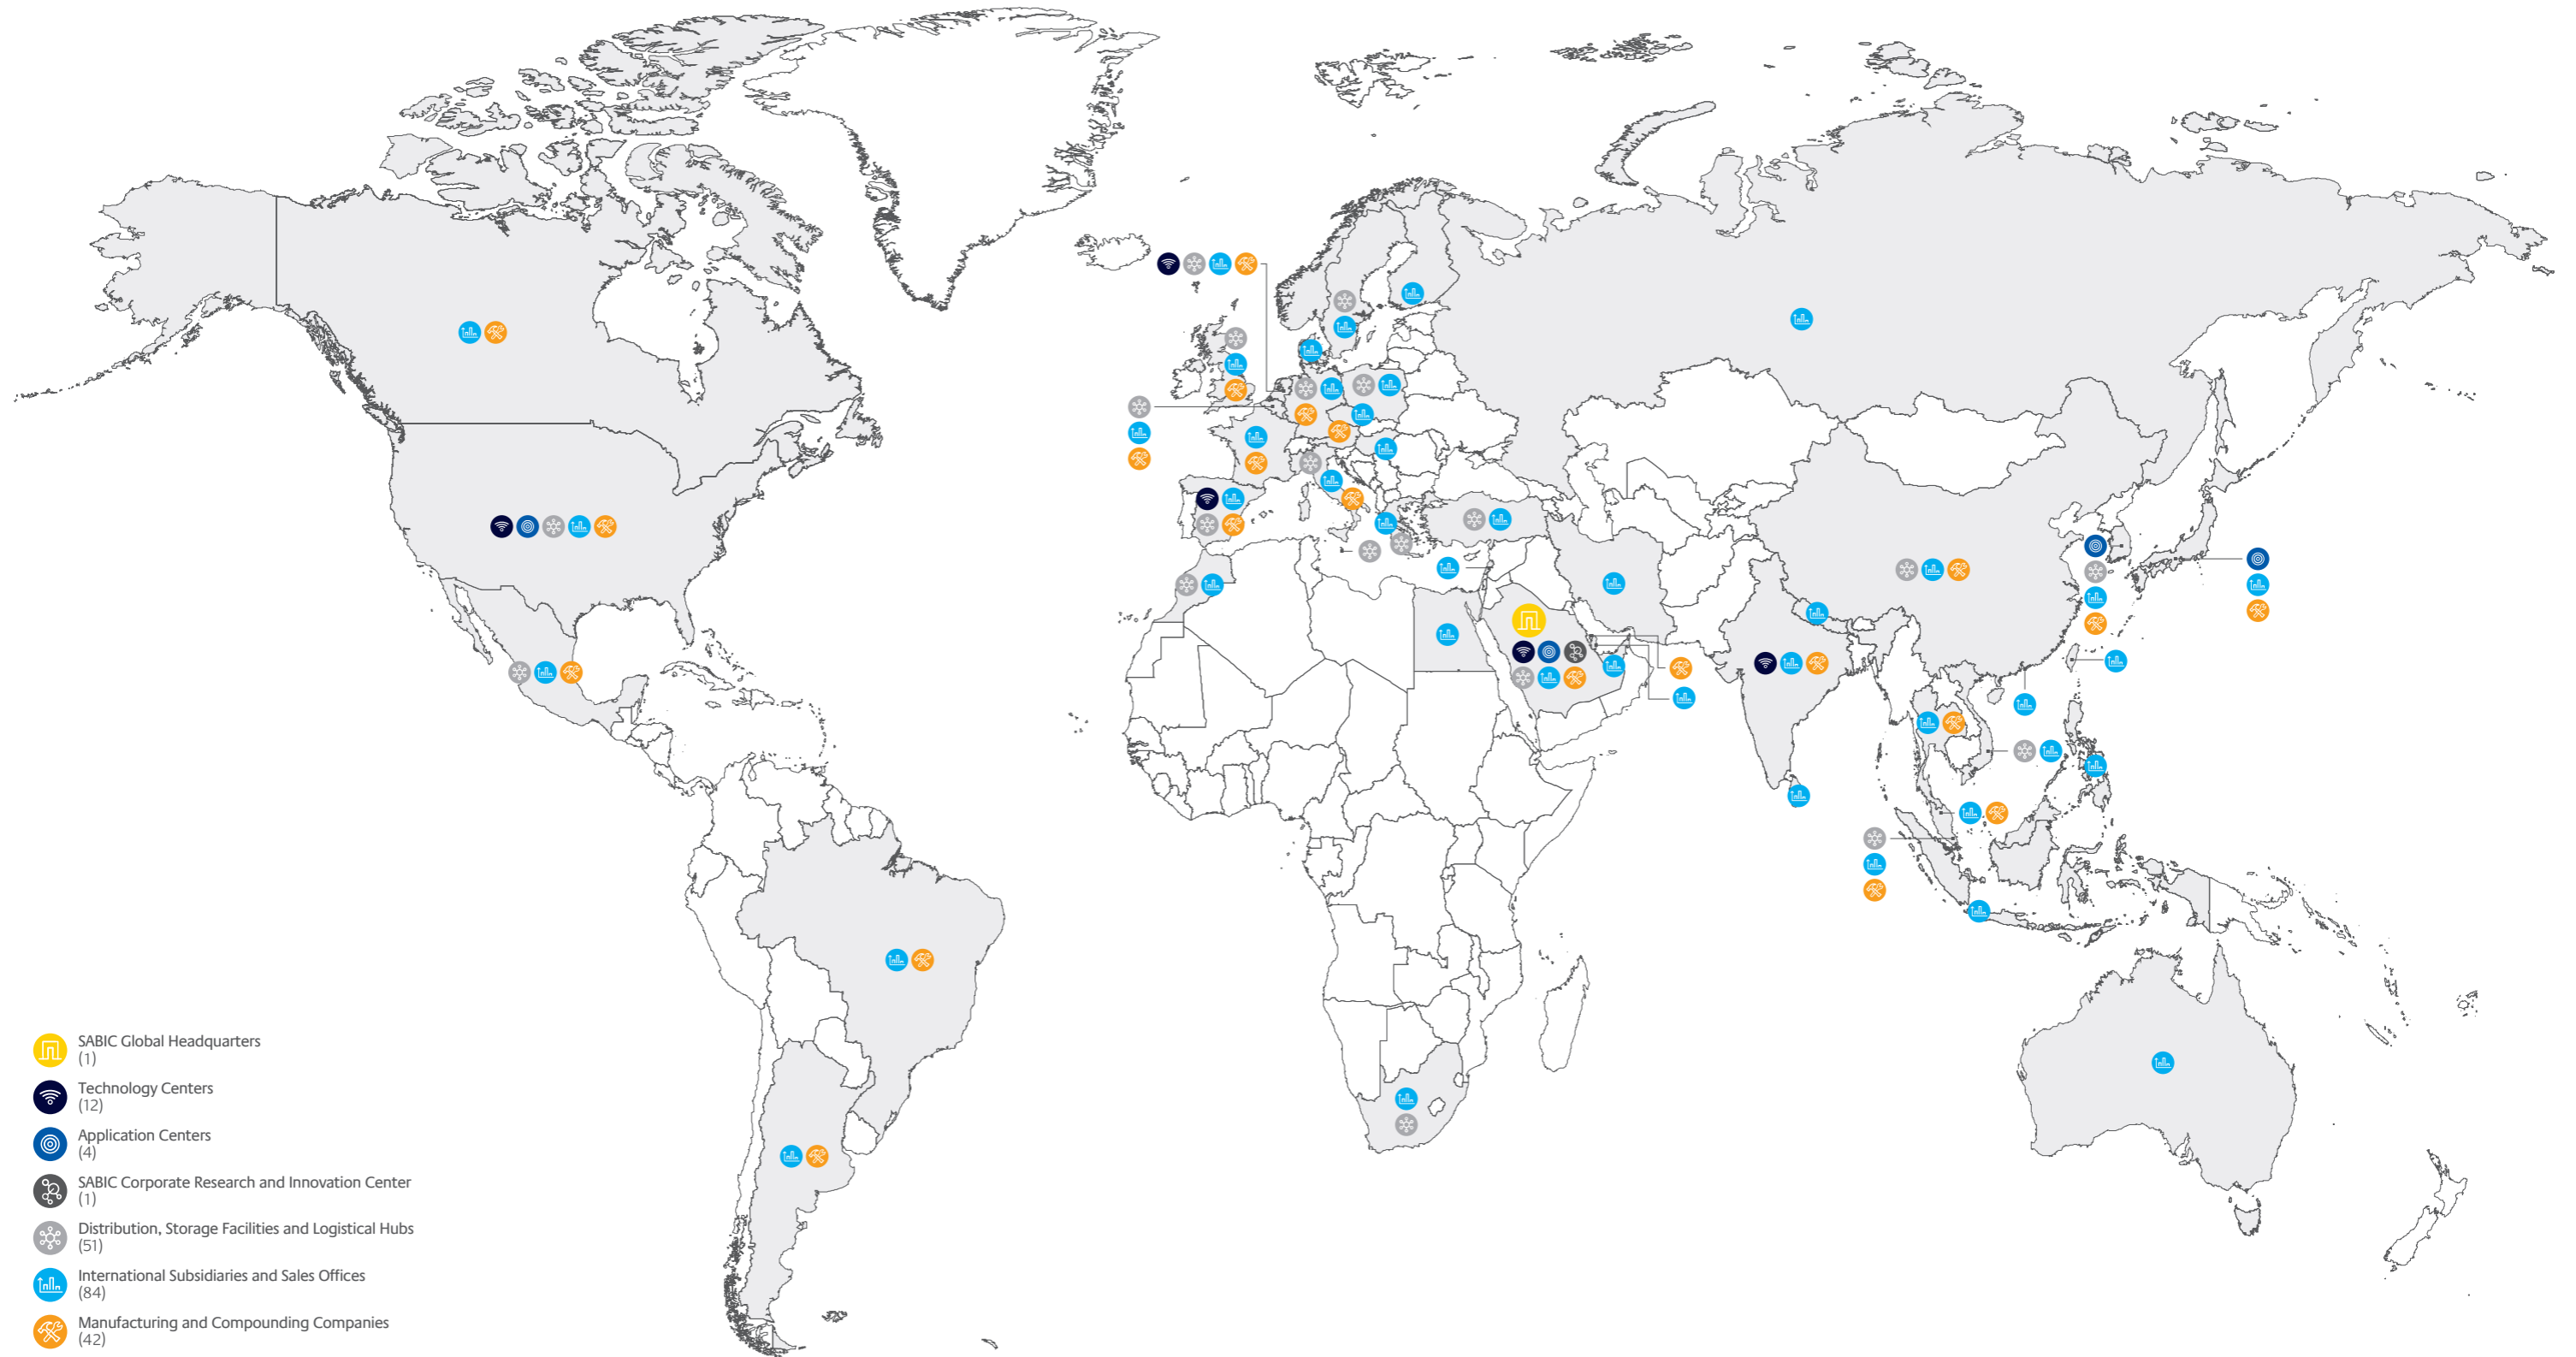 SABIC Global Headquarters
(1)
Technology Centers
(12)
Application Centers
(4)
SABIC Corporate Research and Innovation Center
(1)
Distribution, Storage Facilities and Logistical Hubs
(51)
International Subsidiaries and Sales Offices
(84)
Manufacturing and Compounding Companies
(42)